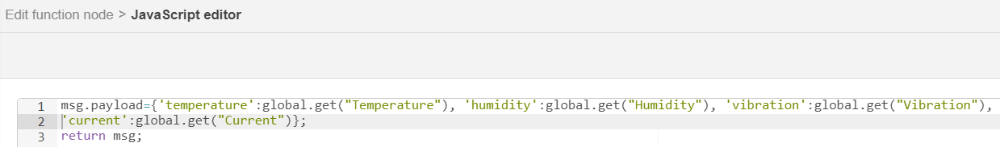 Edit function node > JavaScript editor
1 msg.payload={'temperature':global.get("Temperature"), 'humidity':global.get("Humidity"), 'vibration':global.get("Vibration"),
2 'current':global.get("Current")};
3 return msg;